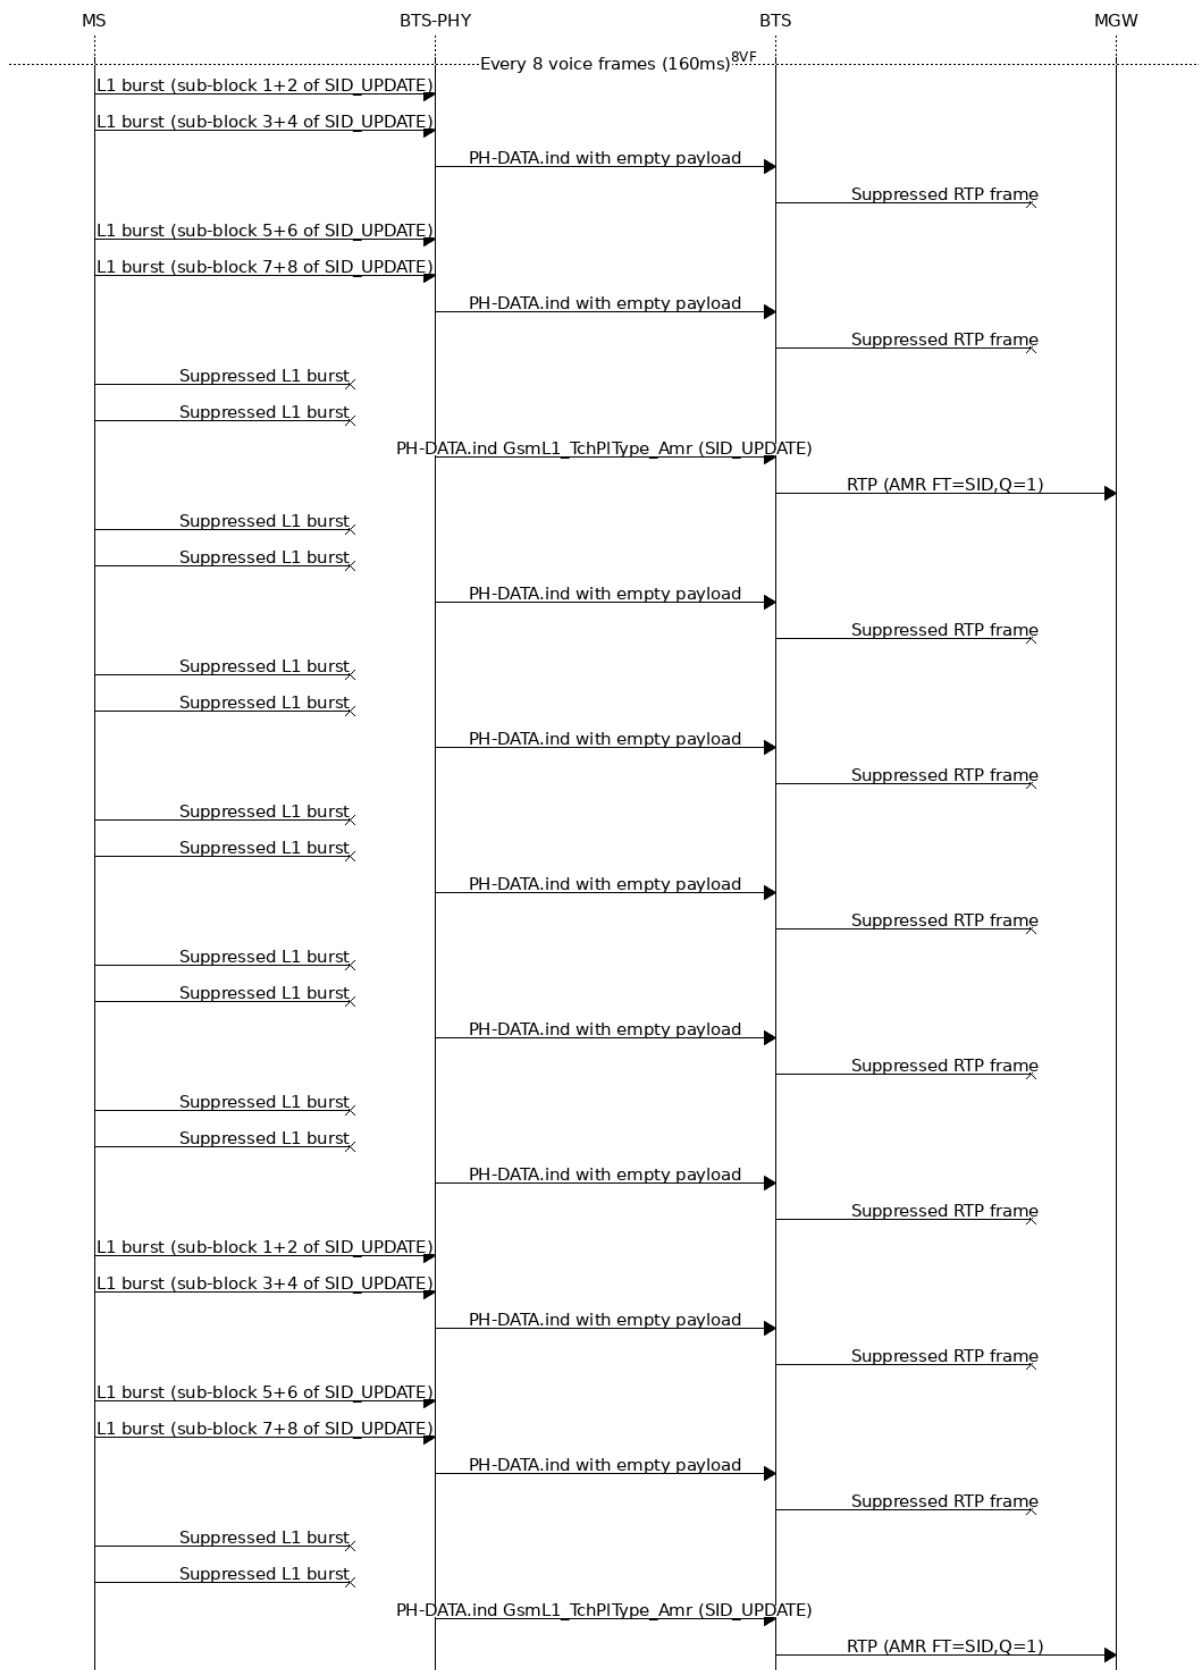 MS BTS-PHY BTS MGW
Every 8 voice frames (160ms) 8VF
L1 burst (sub-block 1+2 of SID_UPDATE)
L1 burst (sub-block 3+4 of SID_UPDATE)
PH-DATA.ind with empty payload
Suppressed RTP frame
L1 burst (sub-block 5+6 of SID_UPDATE)
L1 burst (sub-block 7+8 of SID_UPDATE)
PH-DATA.ind with empty payload
Suppressed RTP frame
Suppressed L1 burst
Suppressed L1 burst
PH-DATA.ind GsmL1_TchPlType_Amr (SID_UPDATE)
RTP (AMR FT=SID,Q=1)
Suppressed L1 burst
Suppressed L1 burst
PH-DATA.ind with empty payload
Suppressed RTP frame
Suppressed L1 burst
Suppressed L1 burst
PH-DATA.ind with empty payload
Suppressed RTP frame
Suppressed L1 burst
Suppressed L1 burst
PH-DATA.ind with empty payload
Suppressed RTP frame
Suppressed L1 burst
Suppressed L1 burst
PH-DATA.ind with empty payload
Suppressed RTP frame
Suppressed L1 burst
Suppressed L1 burst
PH-DATA.ind with empty payload
Suppressed RTP frame
L1 burst (sub-block 1+2 of SID_UPDATE)
L1 burst (sub-block 3+4 of SID_UPDATE)
PH-DATA.ind with empty payload
Suppressed RTP frame
L1 burst (sub-block 5+6 of SID_UPDATE)
L1 burst (sub-block 7+8 of SID_UPDATE)
PH-DATA.ind with empty payload
Suppressed RTP frame
Suppressed L1 burst
Suppressed L1 burst
PH-DATA.ind GsmL1_TchPlType_Amr (SID_UPDATE)
RTP (AMR FT=SID,Q=1)